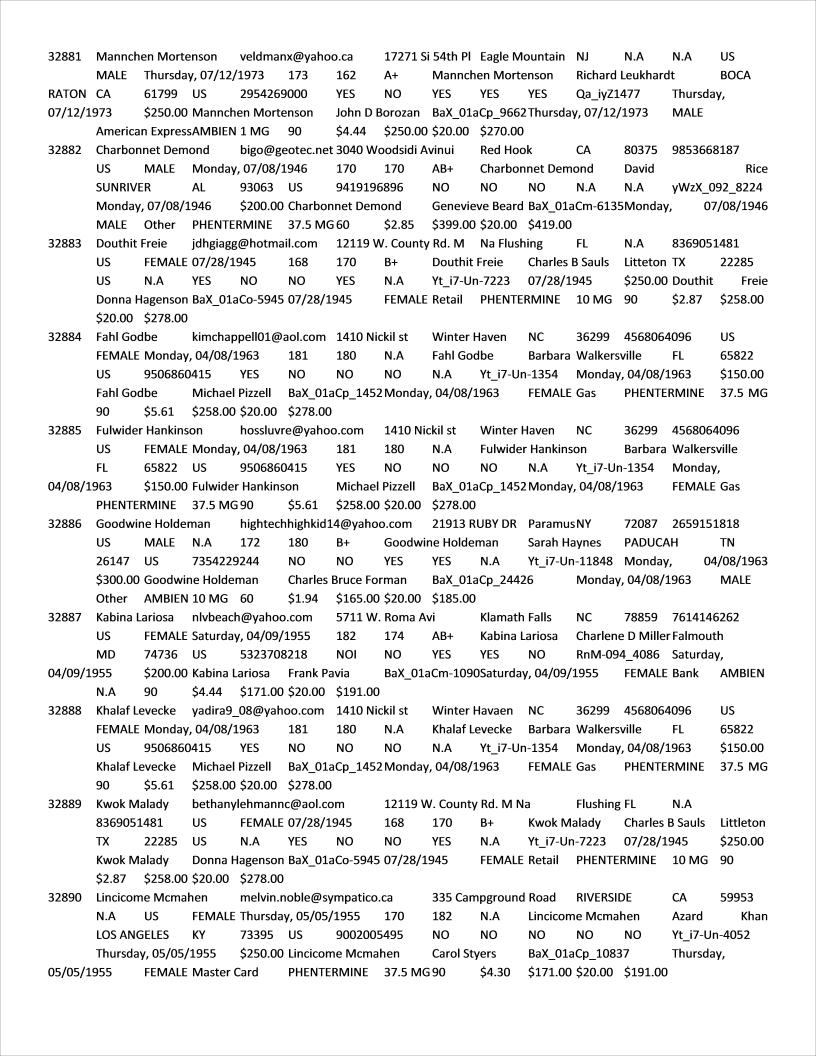 32881 Mannchen Mortenson veldmanx@yahoo.ca 17271 Si 54th Pl Eagle Mountain NJ N.A N.A US
MALE Thursday, 07/12/1973 173 162 A+ Mannchen Mortenson Richard Leukhardt BOCA
RATON CA 61799 US 2954269000 YES NO YES YES YES Qa_iyZ1477 Thursday,
07/12/1973 $250.00 Mannchen Mortenson John D Borozan BaX_01aCp_9662 Thursday, 07/12/1973 MALE
American Express AMBIEN 1 MG 90 $4.44 $250.00 $20.00 $270.00
32882 Charbonnet Demond bigo@geotec.net 3040 Woodsidi Avinui Red Hook CA 80375 9853668187
US MALE Monday, 07/08/1946 170 170 AB+ Charbonnet Demond David Rice
SUNRIVER AL 93063 US 9419196896 NO NO NO N.A N.A yWzX_092_8224
Monday, 07/08/1946 $200.00 Charbonnet Demond Genevieve Beard BaX_01aCm-6135 Monday, 07/08/1946
MALE Other PHENTERMINE 37.5 MG 60 $2.85 $399.00 $20.00 $419.00
32883 Douthit Freie jdhgiagg@hotmail.com 12119 W. County Rd. M Na Flushing FL N.A 8369051481
US FEMALE 07/28/1945 168 170 B+ Douthit Freie Charles B Sauls Litteton TX 22285
US N.A YES NO NO YES N.A Yt_i7-Un-7223 07/28/1945 $250.00 Douthit Freie
Donna Hagenson BaX_01aCo-5945 07/28/1945 FEMALE Retail PHENTERMINE 10 MG 90 $2.87 $258.00
$20.00 $278.00
32884 Fahl Godbe kimchappell01@aol.com 1410 Nickil st Winter Haven NC 36299 4568064096 US
FEMALE Monday, 04/08/1963 181 180 N.A Fahl Godbe Barbara Walkersville FL 65822
US 9506860415 YES NO NO NO N.A Yt_i7-Un-1354 Monday, 04/08/1963 $150.00
Fahl Godbe Michael Pizzell BaX_01aCp_1452 Monday, 04/08/1963 FEMALE Gas PHENTERMINE 37.5 MG
90 $5.61 $258.00 $20.00 $278.00
32885 Fulwider Hankinson hossluvre@yahoo.com 1410 Nickil st Winter Haven NC 36299 4568064096
US FEMALE Monday, 04/08/1963 181 180 N.A Fulwider Hankinson Barbara Walkersville
FL 65822 US 9506860415 YES NO NO NO N.A Yt_i7-Un-1354 Monday,
04/08/1963 $150.00 Fulwider Hankinson Michael Pizzell BaX_01aCp_1452 Monday, 04/08/1963 FEMALE Gas
PHENTERMINE 37.5 MG 90 $5.61 $258.00 $20.00 $278.00
32886 Goodwine Holdeman hightechhighkid14@yahoo.com 21913 RUBY DR Paramus NY 72087 2659151818
US MALE N.A 172 180 B+ Goodwine Holdeman Sarah Haynes PADUCAH TN
26147 US 7354229244 NO NO YES YES N.A Yt_i7-Un-11848 Monday, 04/08/1963
$300.00 Goodwine Holdeman Charles Bruce Forman BaX_01aCp_24426 Monday, 04/08/1963 MALE
Other AMBIEN 10 MG 60 $1.94 $165.00 $20.00 $185.00
32887 Kabina Lariosa nlvbeach@yahoo.com 5711 W. Roma Avi Klamath Falls NC 78859 7614146262
US FEMALE Saturday, 04/09/1955 182 174 AB+ Kabina Lariosa Charlene D Miller Falmouth
MD 74736 US 5323708218 NOI NO YES YES NO RnM-094_4086 Saturday,
04/09/1955 $200.00 Kabina Lariosa Frank Pavia BaX_01aCm-1090 Saturday, 04/09/1955 FEMALE Bank AMBIEN
N.A 90 $4.44 $171.00 $20.00 $191.00
32888 Khalaf Levecke yadira9_08@yahoo.com 1410 Nickil st Winter Havaen NC 36299 4568064096 US
FEMALE Monday, 04/08/1963 181 180 N.A Khalaf Levecke Barbara Walkersville FL 65822
US 9506860415 YES NO NO NO N.A Yt_i7-Un-1354 Monday, 04/08/1963 $150.00
Khalaf Levecke Michael Pizzell BaX_01aCp_1452 Monday, 04/08/1963 FEMALE Gas PHENTERMINE 37.5 MG
90 $5.61 $258.00 $20.00 $278.00
32889 Kwok Malady bethanylehmannc@aol.com 12119 W. County Rd. M Na Flushing FL N.A
8369051481 US FEMALE 07/28/1945 168 170 B+ Kwok Malady Charles B Sauls Littleton
TX 22285 US N.A YES NO NO YES N.A Yt_i7-Un-7223 07/28/1945 $250.00
Kwok Malady Donna Hagenson BaX_01aCo-5945 07/28/1945 FEMALE Retail PHENTERMINE 10 MG 90
$2.87 $258.00 $20.00 $278.00
32890 Lincicome Mcmahen melvin.noble@sympatico.ca 335 Campground Road RIVERSIDE CA 59953
N.A US FEMALE Thursday, 05/05/1955 170 182 N.A Lincicome Mcmahen Azard Khan
LOS ANGELES KY 73395 US 9002005495 NO NO NO NO NO Yt_i7-Un-4052
Thursday, 05/05/1955 $250.00 Lincicome Mcmahen Carol Styers BaX_01aCp_10837 Thursday,
05/05/1955 FEMALE Master Card PHENTERMINE 37.5 MG 90 $4.30 $171.00 $20.00 $191.00